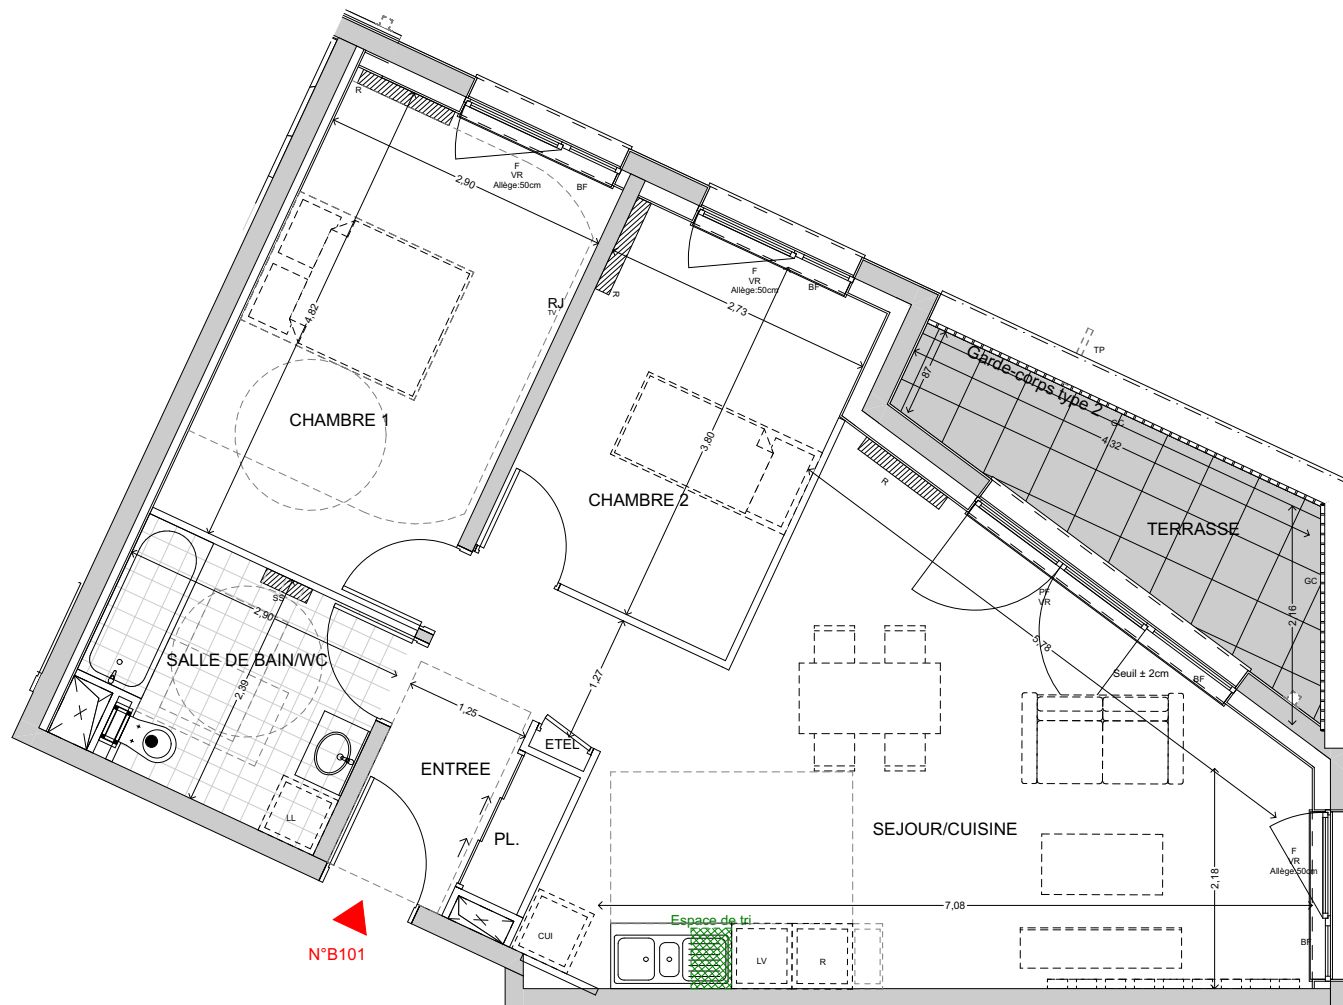 R
2,90
F
VR
Allège:50cm
BF
4,82
RJ
TV
CHAMBRE 1
R
2,73
F
VR
Allège:50cm
BF
3,80
CHAMBRE 2
TP
Garde-corps type 2
87
GC
4,32
TERRASSE
GC
2,16
R
PF
VR
5,78
Seuil ± 2cm
BF
SS
2,90
SALLE DE BAIN/WC
2,39
LL
1,27
1,25
ETEL
ENTREE
PL.
SEJOUR/CUISINE
F
VR
Allège:50cm
2,18
7,08
BF
Espace de tri
CUI
LV
R
N°B101